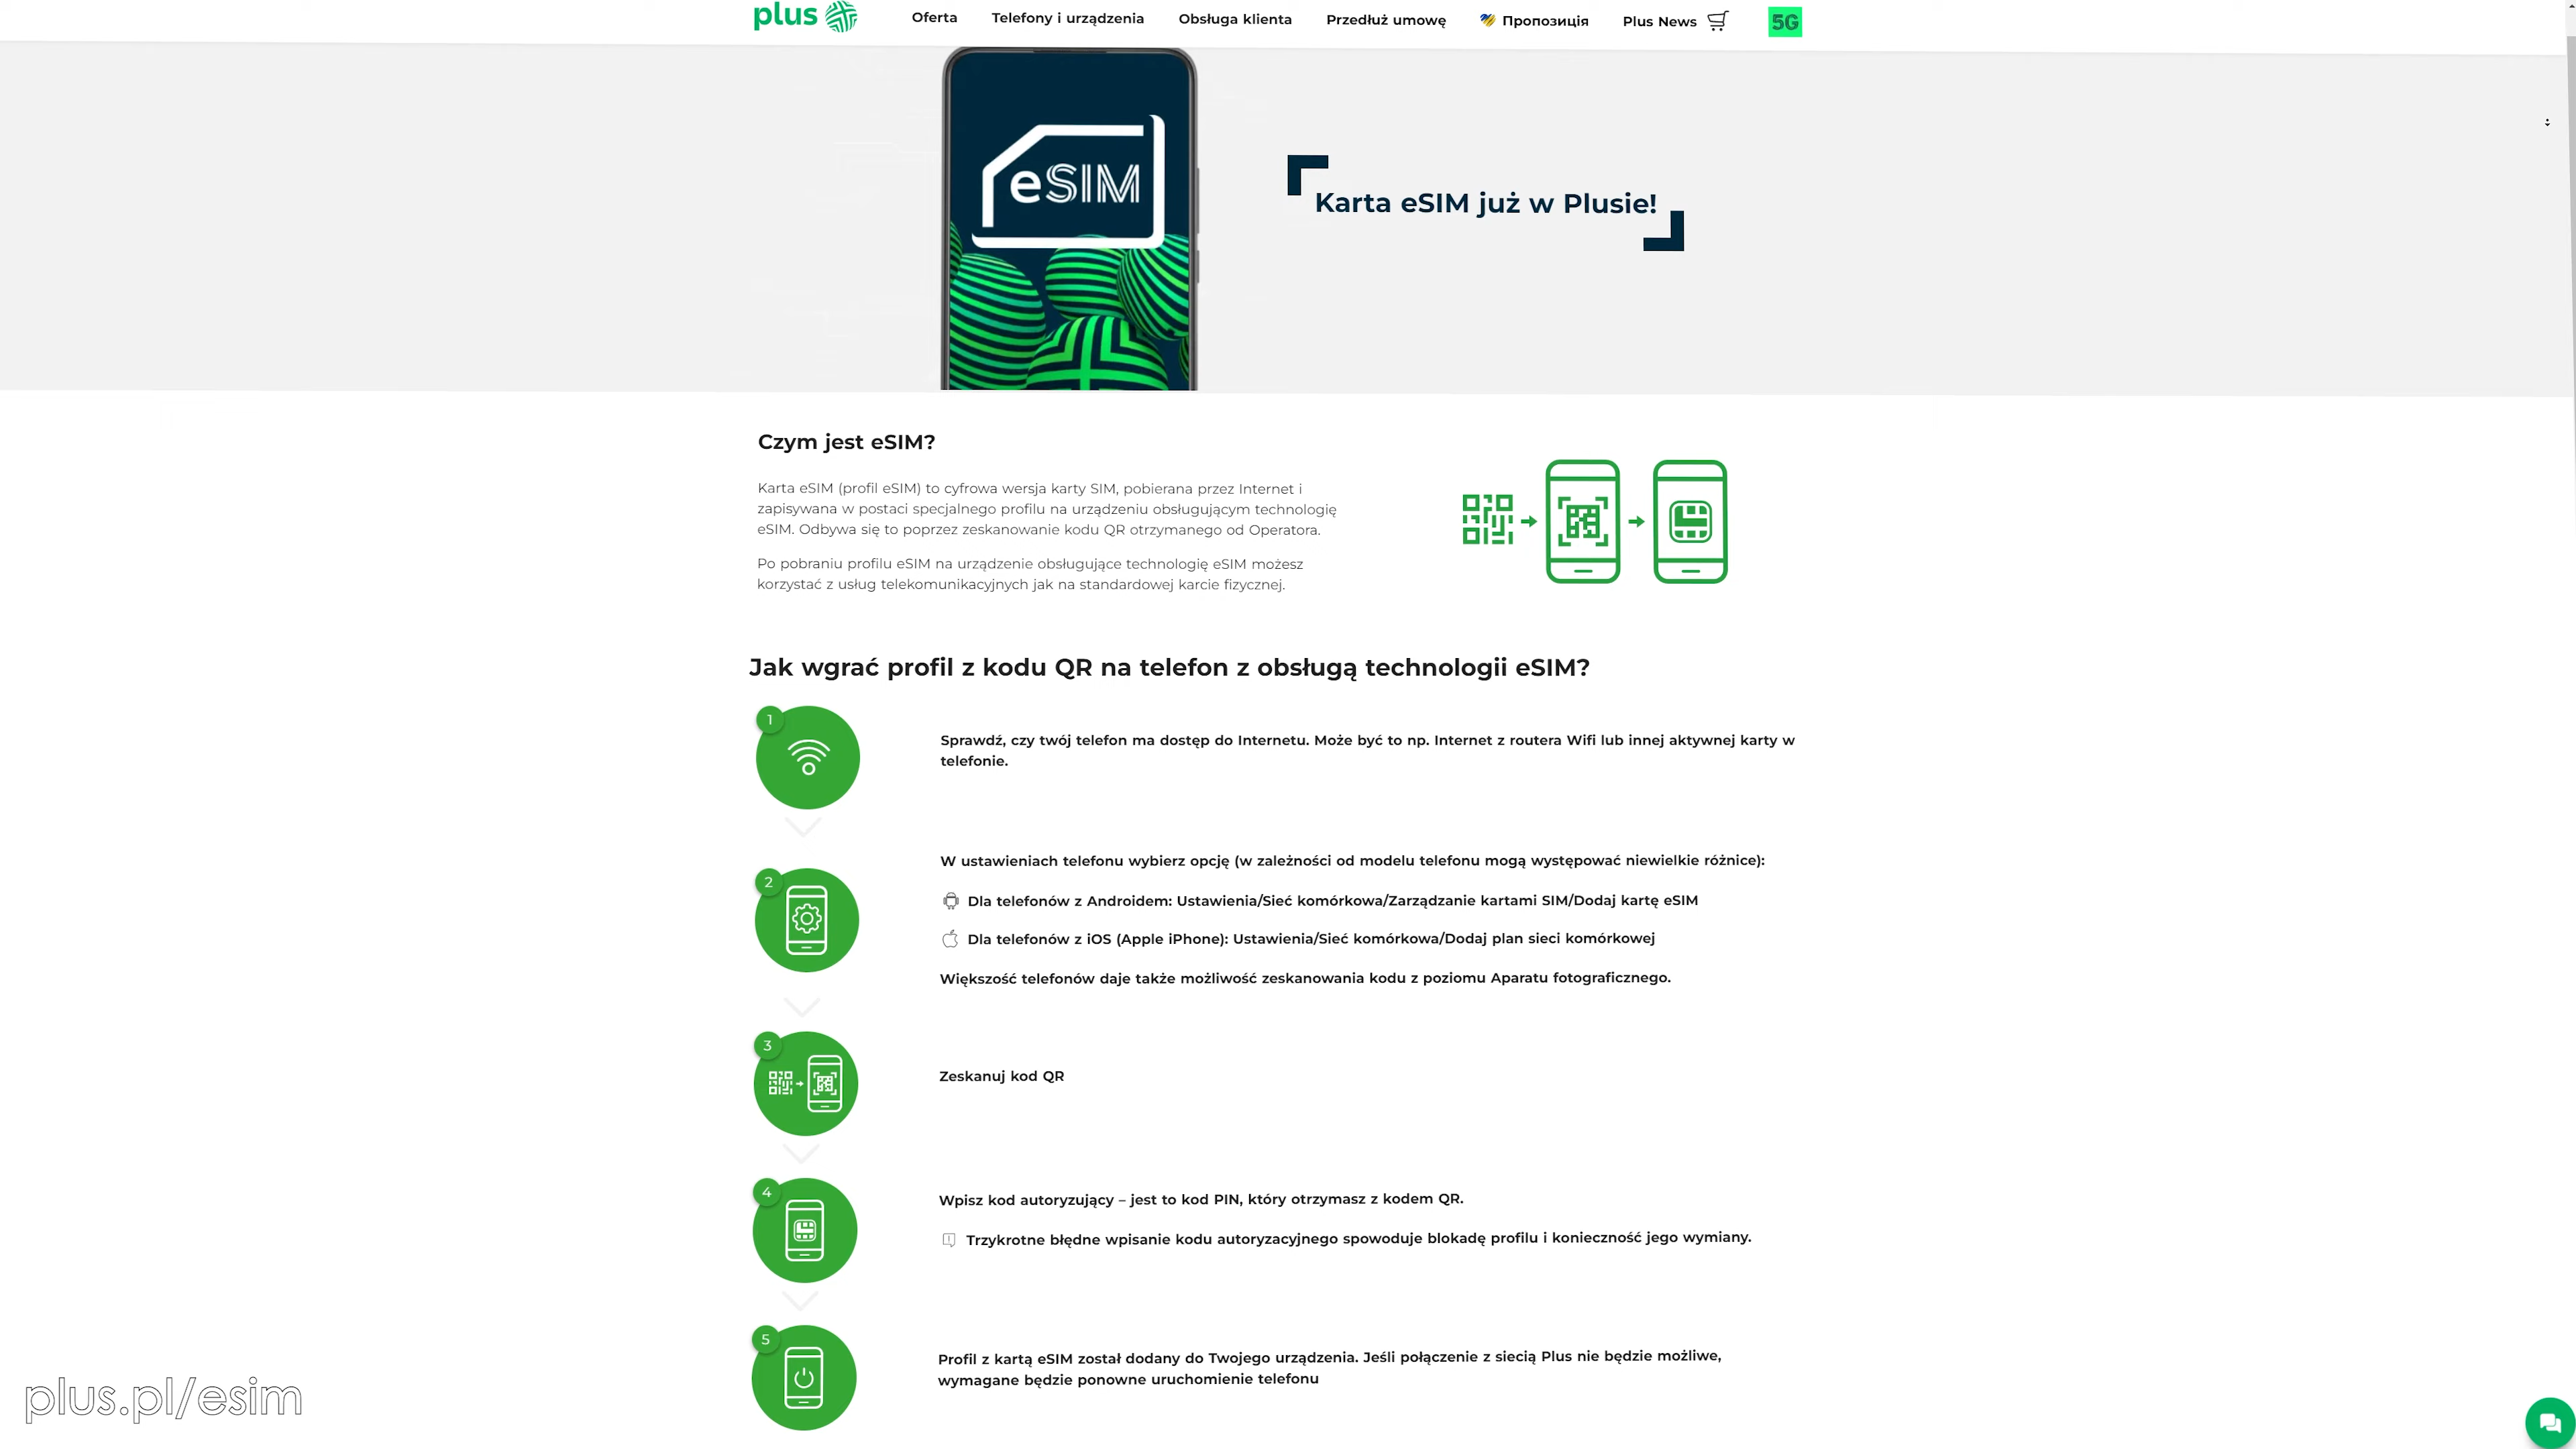 plus
Oferta
Telefony i urządzenia
Obsługa klienta
Przedłuż umowę
Пропозиція
Plus News
5G
eSIM
Karta eSIM już w Plusie!
Czym jest eSIM?
Karta eSIM (profil eSIM) to cyfrowa wersja karty SIM, pobierana przez Internet i
zapisywana w postaci specjalnego profilu na urządzeniu obsługującym technologię
eSIM. Odbywa się to poprzez zeskanowanie kodu QR otrzymanego od Operatora.
Po pobraniu profilu eSIM na urządzenie obsługujące technologię eSIM możesz
korzystać z usług telekomunikacyjnych jak na standardowej karcie fizycznej.
Jak wgrać profil z kodu QR na telefon z obsługą technologii eSIM?
1
Sprawdź, czy twój telefon ma dostęp do Internetu. Może być to np. Internet z routera Wifi lub innej aktywnej karty w
telefonie.
2
W ustawieniach telefonu wybierz opcję (w zależności od modelu telefonu mogą występować niewielkie różnice):
Dla telefonów z Androidem: Ustawienia/Sieć komórkowa/Zarządzanie kartami SIM/Dodaj kartę eSIM
Dla telefonów z iOS (Apple iPhone): Ustawienia/Sieć komórkowa/Dodaj plan sieci komórkowej
Większość telefonów daje także możliwość zeskanowania kodu z poziomu Aparatu fotograficznego.
3
Zeskanuj kod QR
4
Wpisz kod autoryzujący – jest to kod PIN, który otrzymasz z kodem QR.
Trzykrotne błędne wpisanie kodu autoryzacyjnego spowoduje blokadę profilu i konieczność jego wymiany.
5
Profil z kartą eSIM został dodany do Twojego urządzenia. Jeśli połączenie z siecią Plus nie będzie możliwe,
wymagane będzie ponowne uruchomienie telefonu
plus.pl/esim